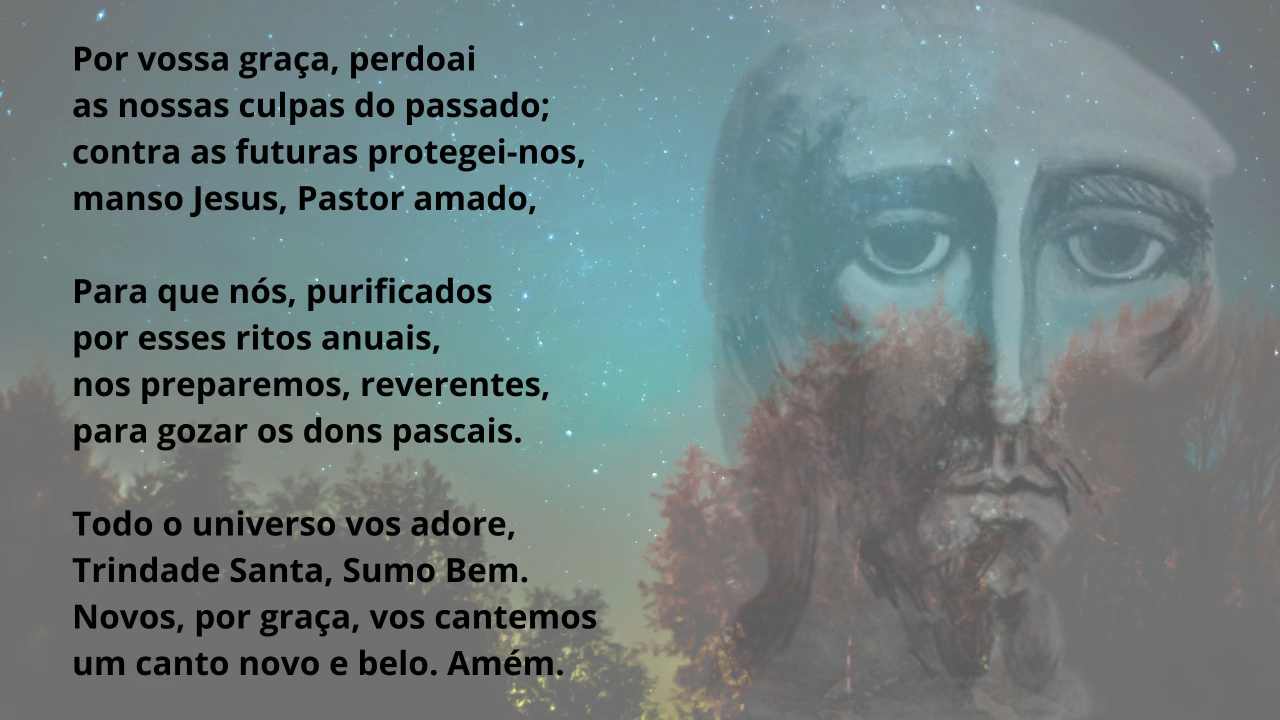 Por vossa graça, perdoai
as nossas culpas do passado;
contra as futuras protegei-nos,
manso Jesus, Pastor amado,
Para que nós, purificados
por esses ritos anuais,
nos preparemos, reverentes,
para gozar os dons pascais.
Todo o universo vos adore,
Trindade Santa, Sumo Bem.
Novos, por graça, vos cantemos
um canto novo e belo. Amém.